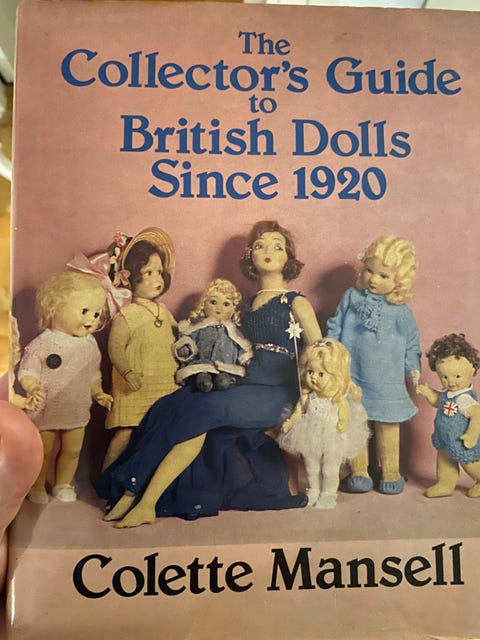 The
Collector's Guide
to
British Dolls
Since 1920
Colette Mansell